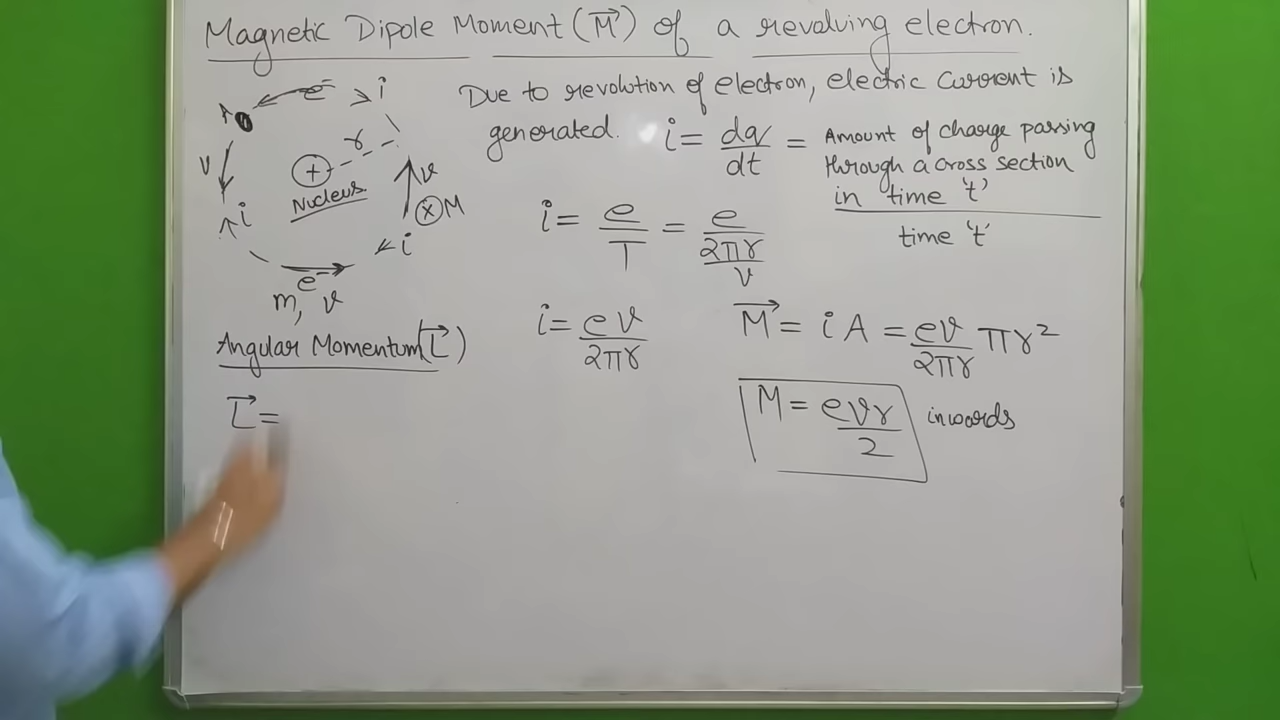 Magnetic Dipole Moment (M⃗) of a revolving electron.
Due to revolution of electron, electric current is
generated. i = dq/dt = Amount of charge passing
through a cross section
in time 't'
time 't'
i = e/T = e/(2πr/v)
i = ev/2πr
M⃗ = iA = ev/2πr πr²
M = evr/2 inwards
e⁻ i
r
v
+
Nucleus
v
⊗ M
i
i
e⁻
m, v
Angular Momentum(L⃗)
L⃗ =